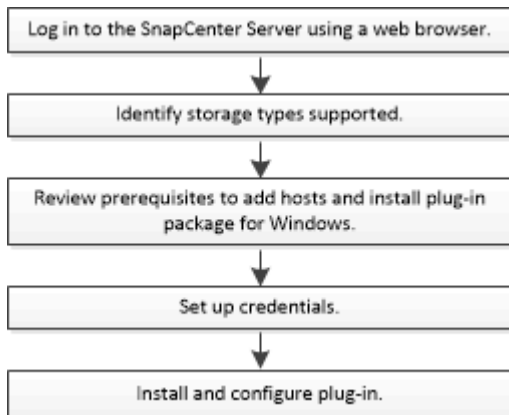 Log in to the SnapCenter Server using a web browser.
Identify storage types supported.
Review prerequisites to add hosts and install plug-in
package for Windows.
Set up credentials.
Install and configure plug-in.